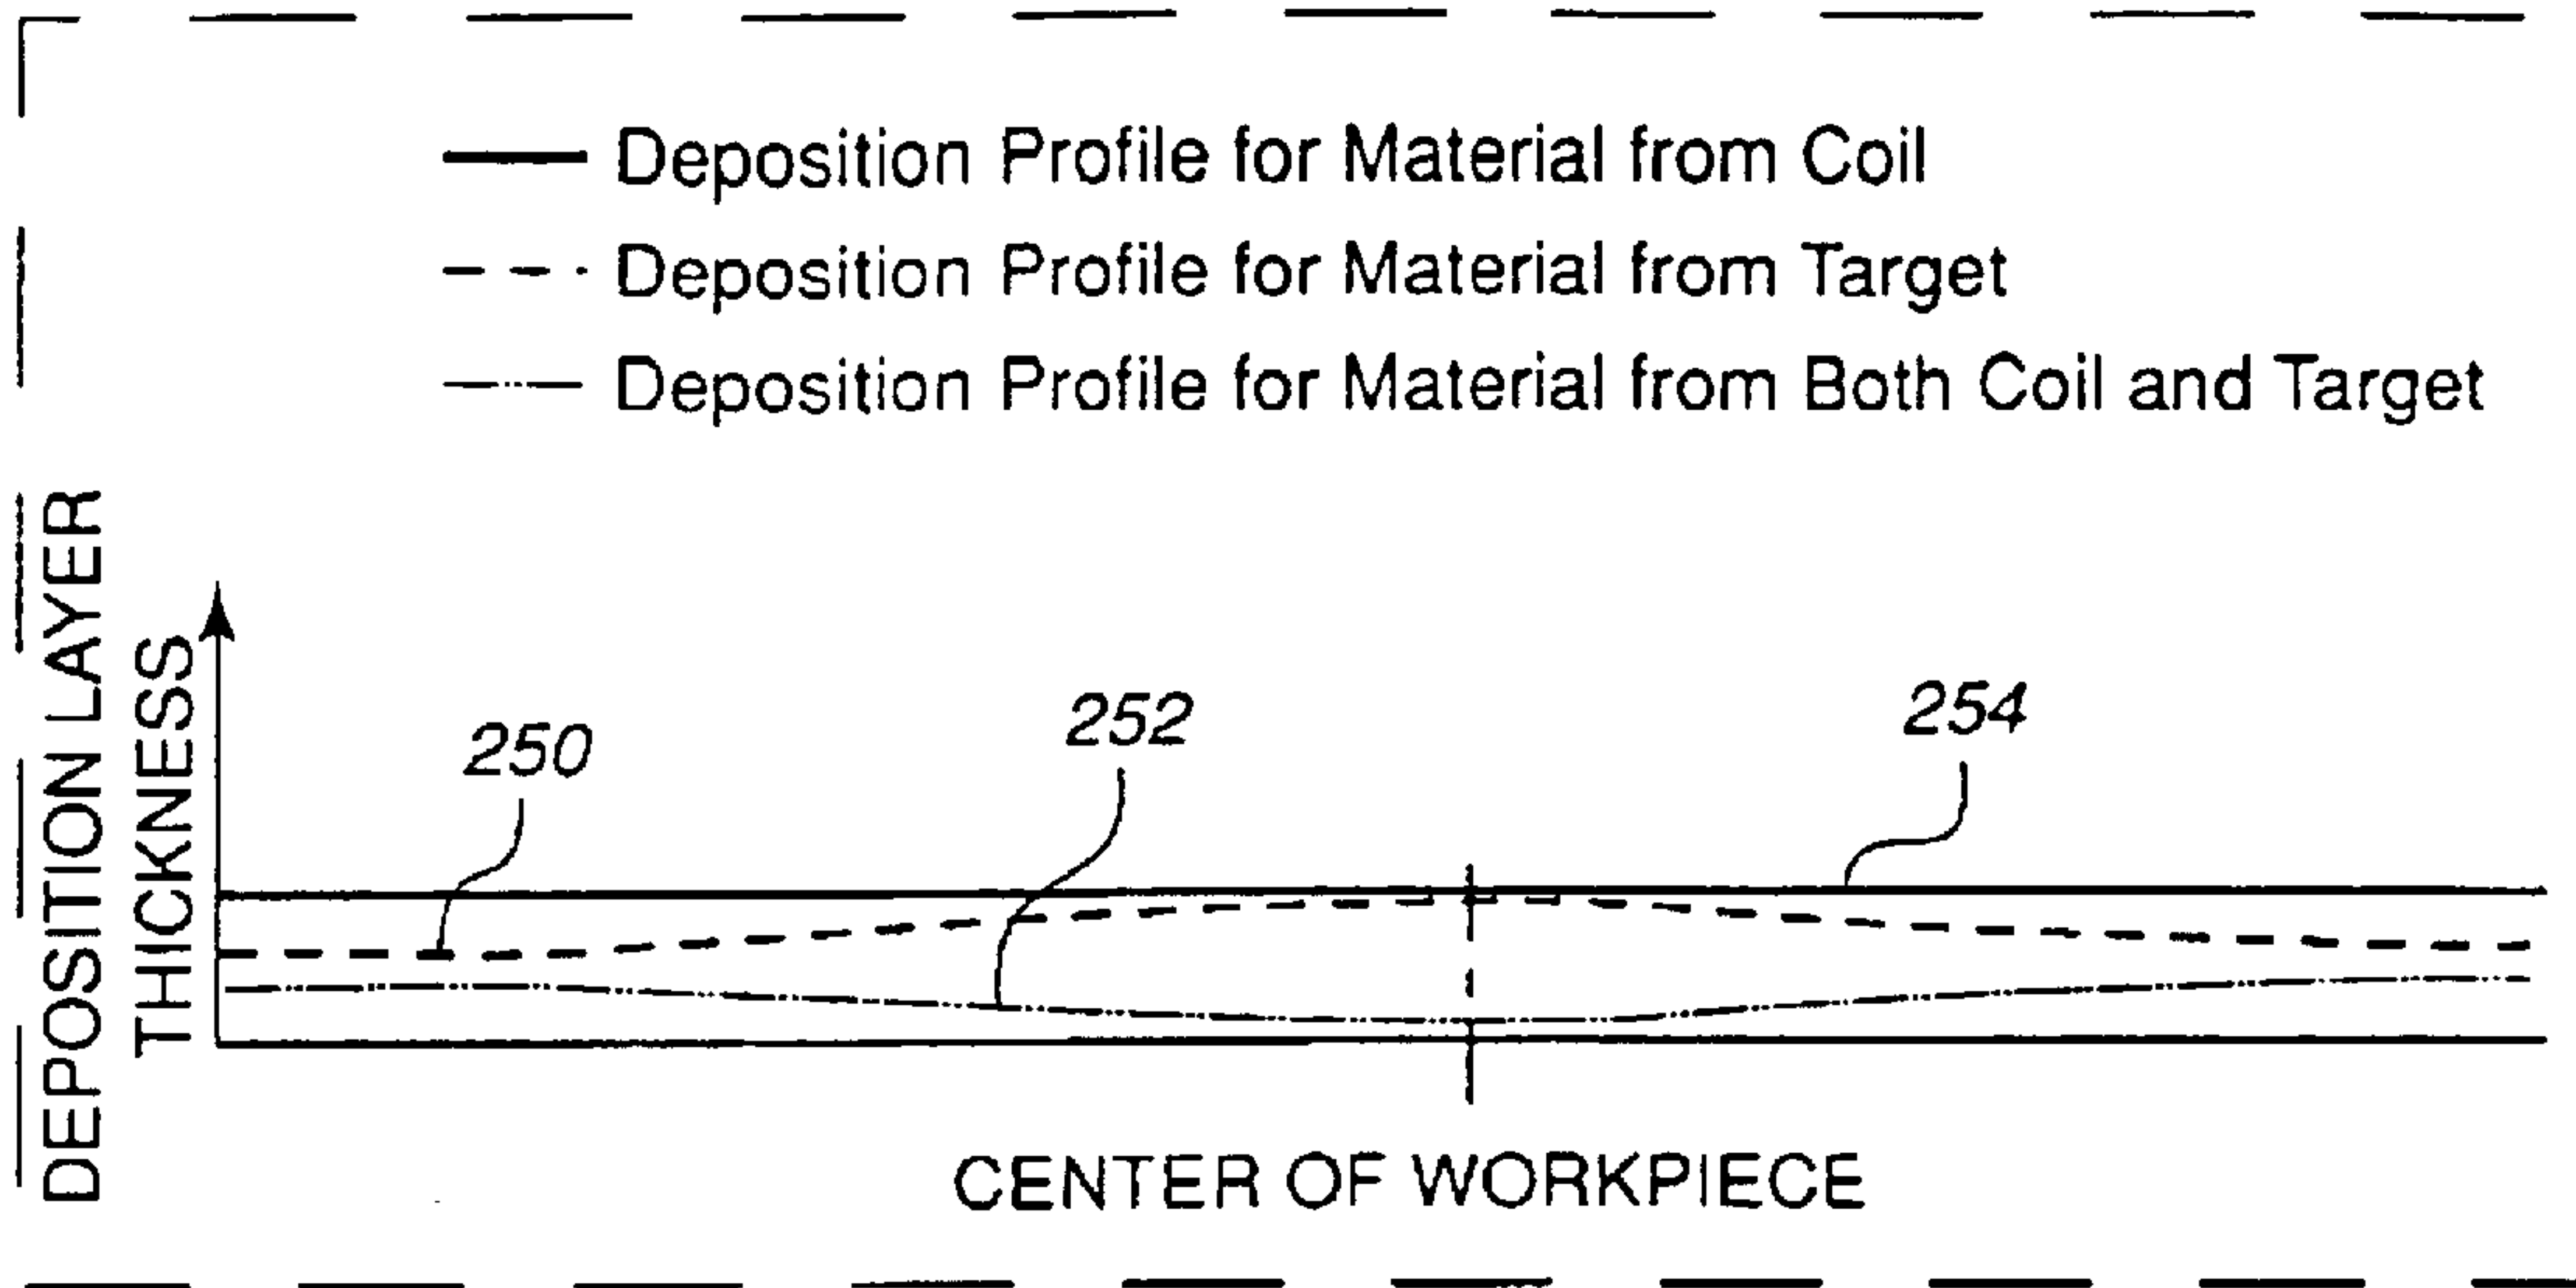 Deposition Profile for Material from Coil
Deposition Profile for Material from Target
Deposition Profile for Material from Both Coil and Target
DEPOSITION LAYER
THICKNESS
250
252
254
CENTER OF WORKPIECE